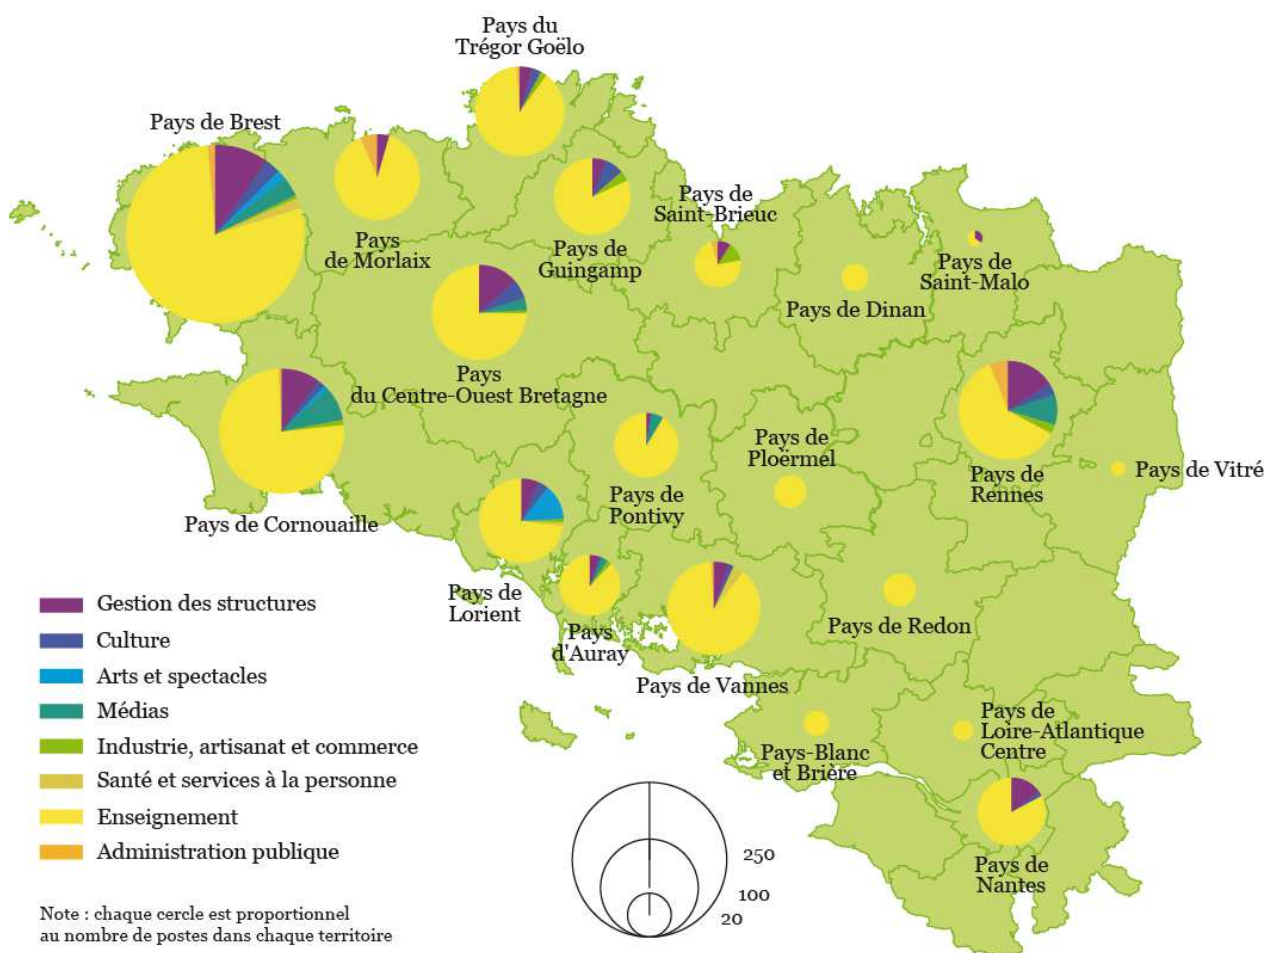 Pays du
Trégor Goëlo
Pays de Brest
Pays
de Morlaix
Pays de
Guingamp
Pays de
Saint-Brieuc
Pays de Dinan
Pays de
Saint-Malo
Pays
du Centre-Ouest Bretagne
Pays de Cornouaille
Pays de
Pontivy
Pays de
Ploërmel
Pays de
Rennes
Pays de Vitré
Pays de
Lorient
Pays
d'Auray
Pays de Vannes
Pays de Redon
Pays-Blanc
et Brière
Pays de
Loire-Atlantique
Centre
Pays de
Nantes
Gestion des structures
Culture
Arts et spectacles
Médias
Industrie, artisanat et commerce
Santé et services à la personne
Enseignement
Administration publique
250
100
20
Note : chaque cercle est proportionnel
au nombre de postes dans chaque territoire